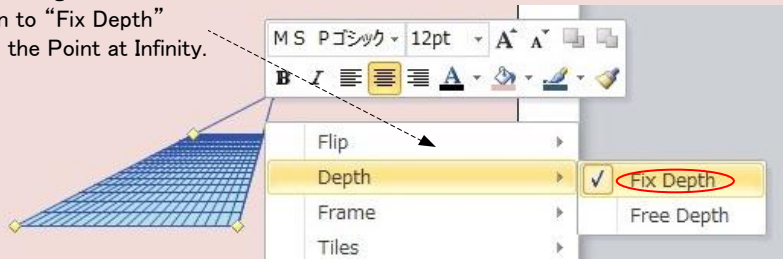 n to “Fix Depth”
the Point at Infinity.
MS Pゴシック 12pt A A
B I A
Flip
Depth
Fix Depth
Frame
Free Depth
Tiles